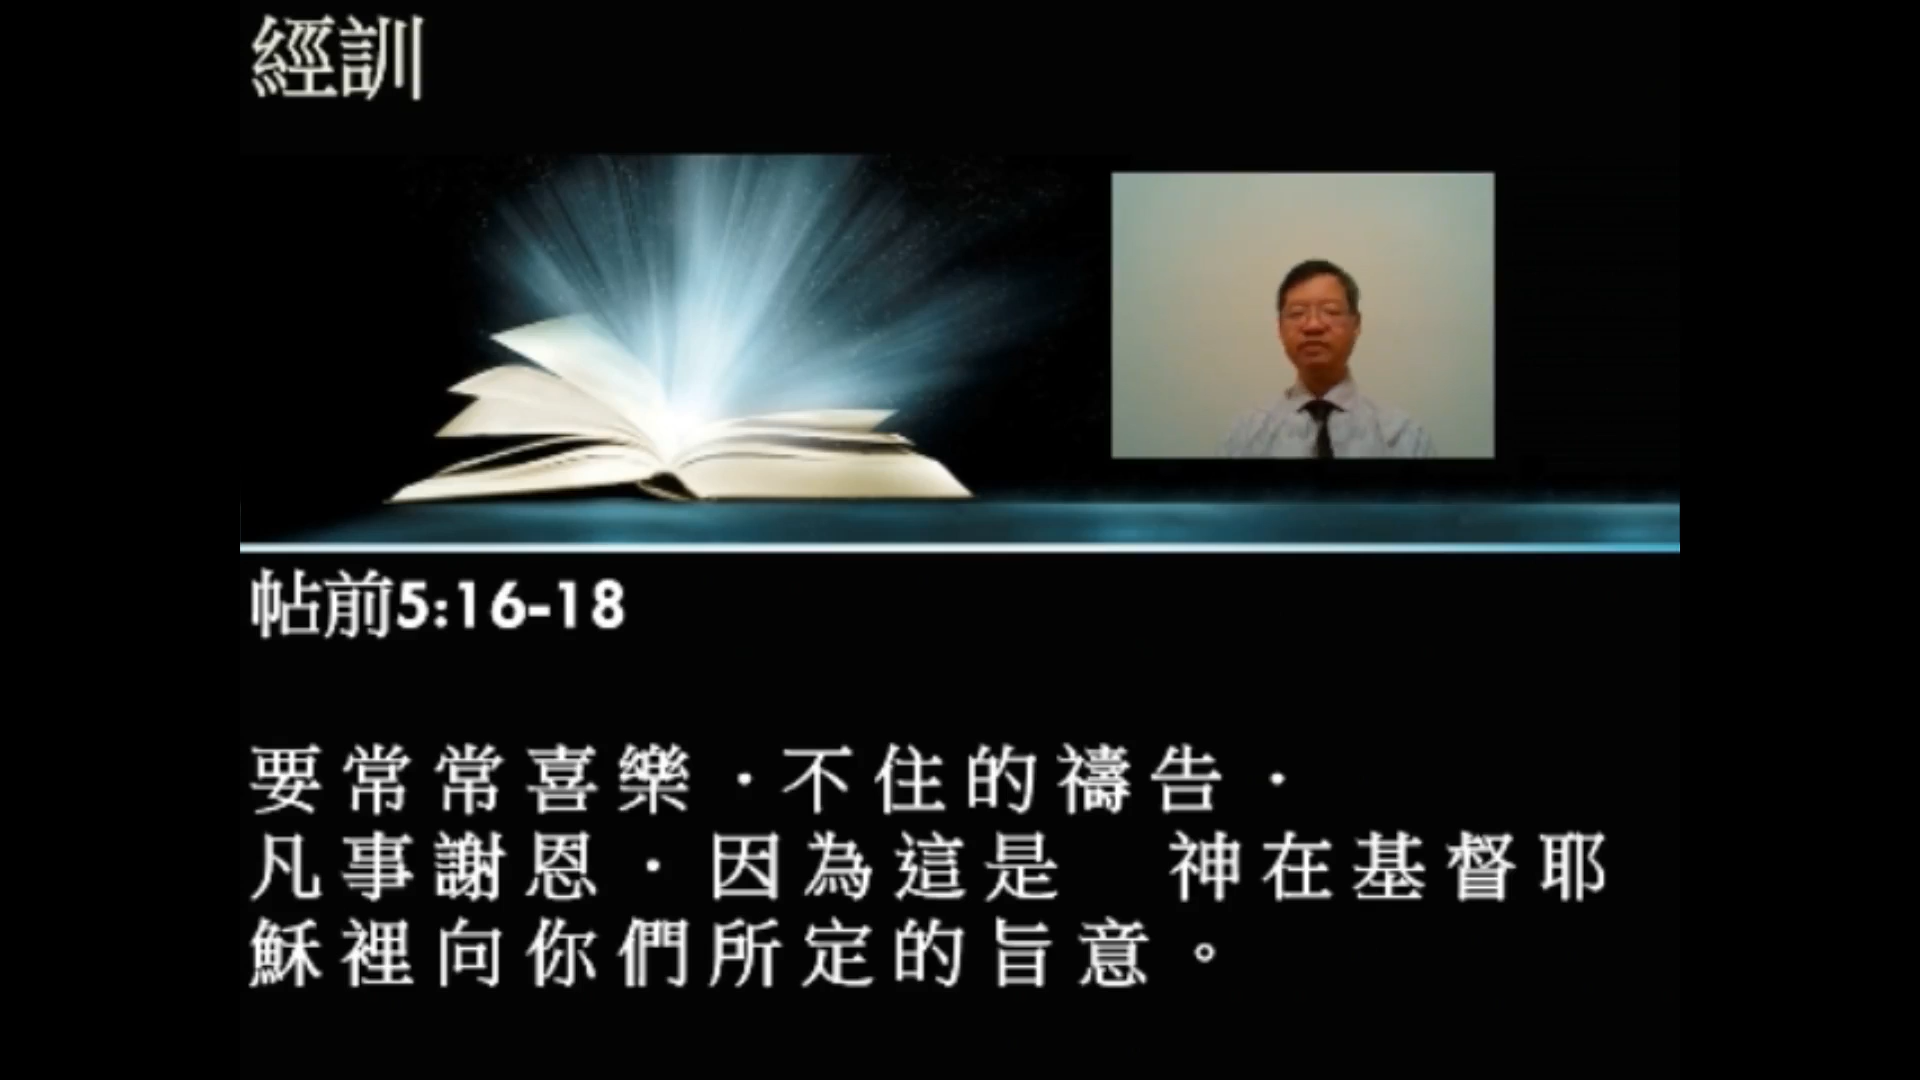 經訓
帖前5:16-18
要常常喜樂．不住的禱告．
凡事謝恩．因為這是　神在基督耶
穌裡向你們所定的旨意。